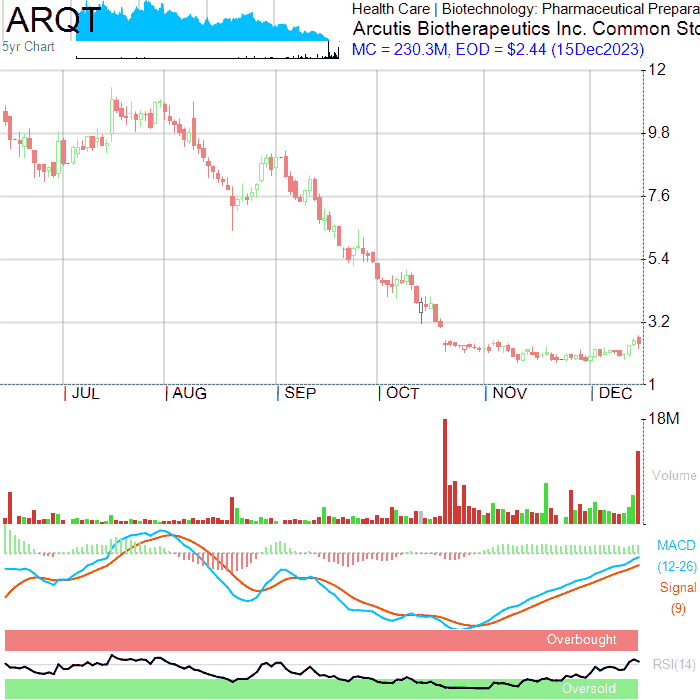 ARQT
5yr Chart
Health Care | Biotechnology: Pharmaceutical Prepara
Arcutis Biotherapeutics Inc. Common Sto
MC = 230.3M, EOD = $2.44 (15Dec2023)
12
9.8
7.6
5.4
3.2
1
JUL AUG SEP OCT NOV DEC
18M
Volume
MACD
(12-26)
Signal
(9)
Overbought
RSI(14)
Oversold